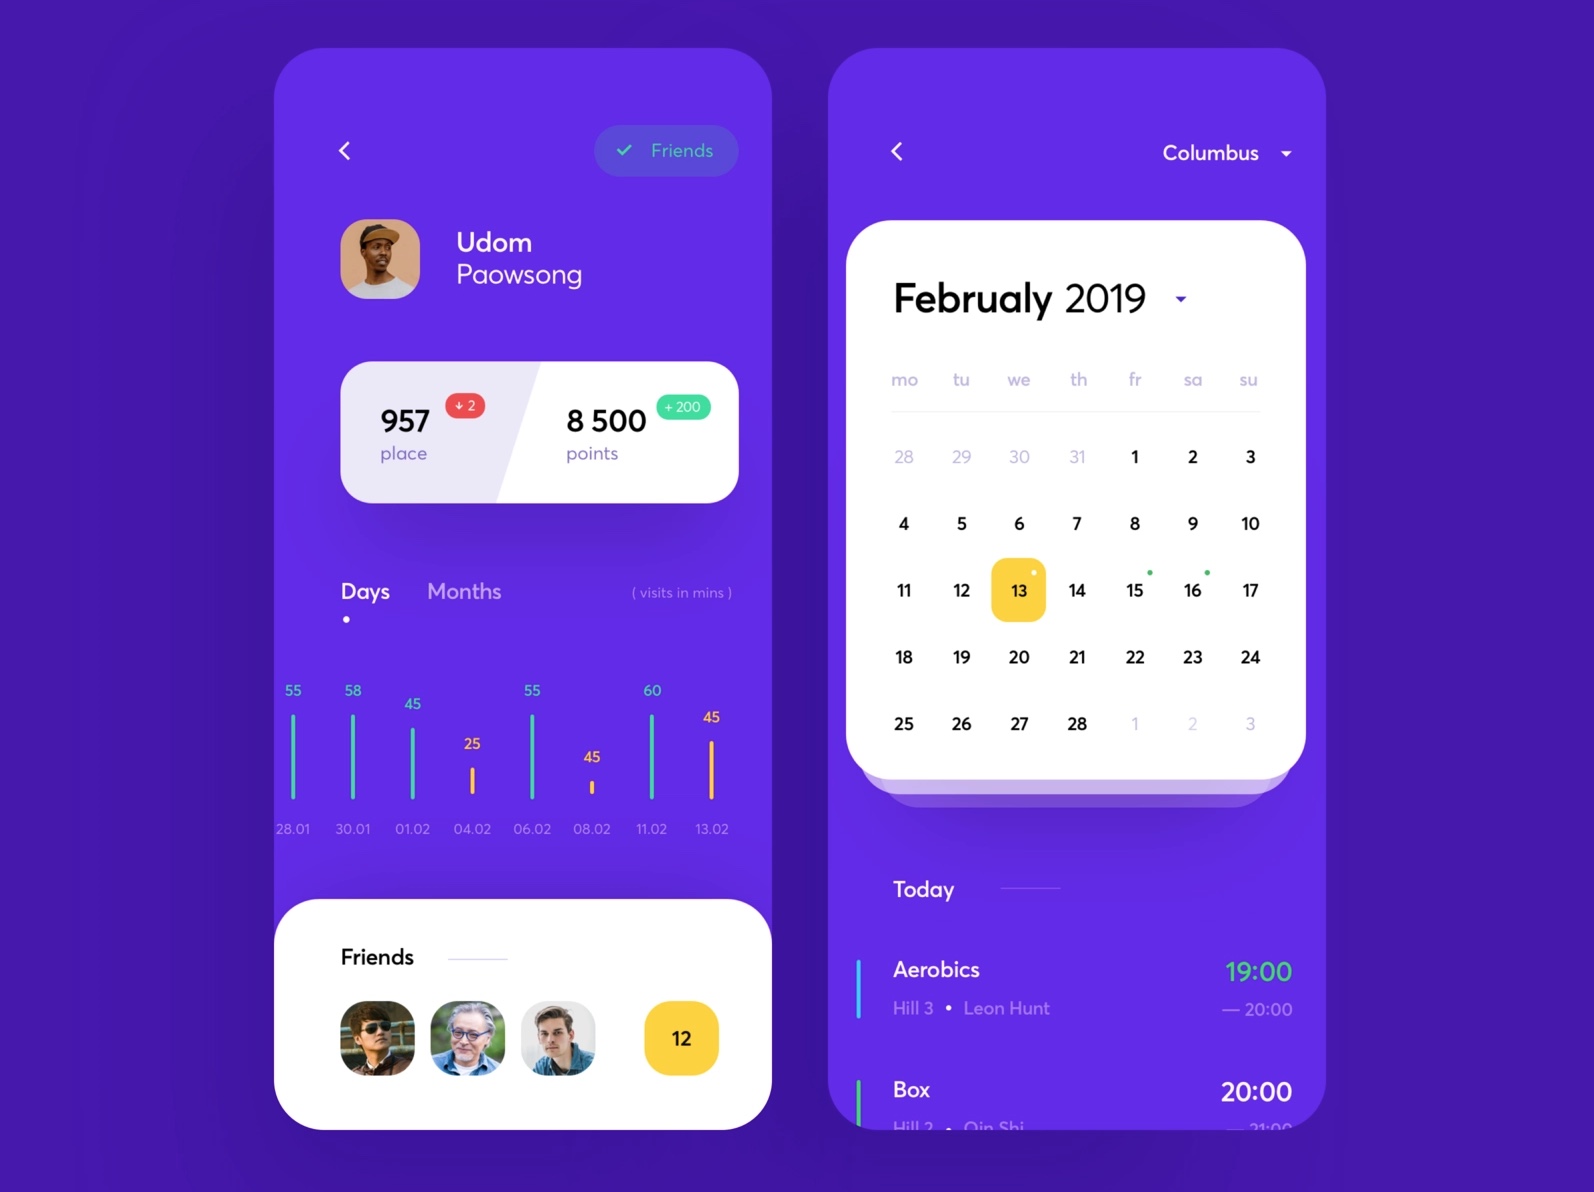 Friends
Udom
Paowsong
957
↓ 2
place
8 500
+ 200
points
Days Months ( visits in mins )
55 58 45 25 55 45 60 45
28.01 30.01 01.02 04.02 06.02 08.02 11.02 13.02
Friends
12
Columbus
Februaly 2019
mo tu we th fr sa su
28 29 30 31 1 2 3
4 5 6 7 8 9 10
11 12 13 14 15 16 17
18 19 20 21 22 23 24
25 26 27 28 1 2 3
Today
Aerobics 19:00
Hill 3 • Leon Hunt — 20:00
Box 20:00
Hill 2 • Qin Shi — 21:00